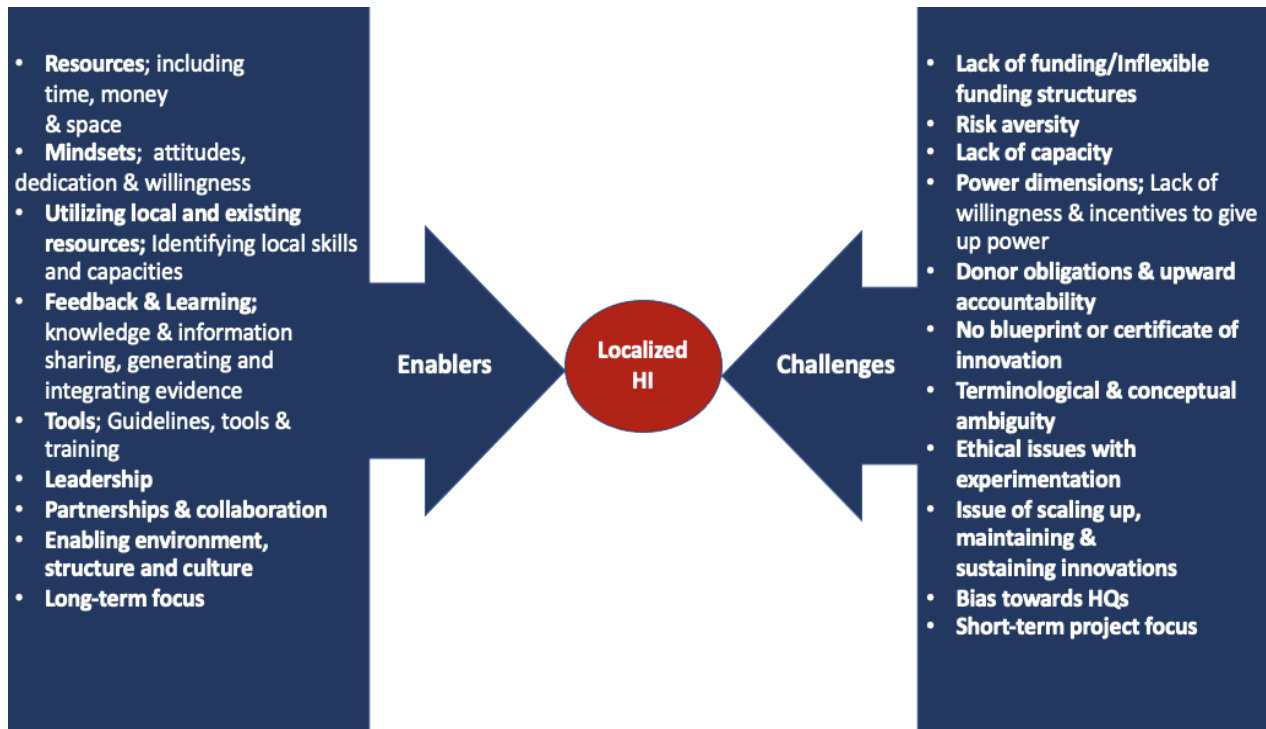 • Resources; including
time, money
& space
• Mindsets; attitudes,
dedication & willingness
• Utilizing local and existing
resources; Identifying local skills
and capacities
• Feedback & Learning;
knowledge & information
sharing, generating and
integrating evidence
• Tools; Guidelines, tools &
training
• Leadership
• Partnerships & collaboration
• Enabling environment,
structure and culture
• Long-term focus
Enablers
Localized
HI
Challenges
• Lack of funding/Inflexible
funding structures
• Risk aversity
• Lack of capacity
• Power dimensions; Lack of
willingness & incentives to give
up power
• Donor obligations & upward
accountability
• No blueprint or certificate of
innovation
• Terminological & conceptual
ambiguity
• Ethical issues with
experimentation
• Issue of scaling up,
maintaining &
sustaining innovations
• Bias towards HQs
• Short-term project focus